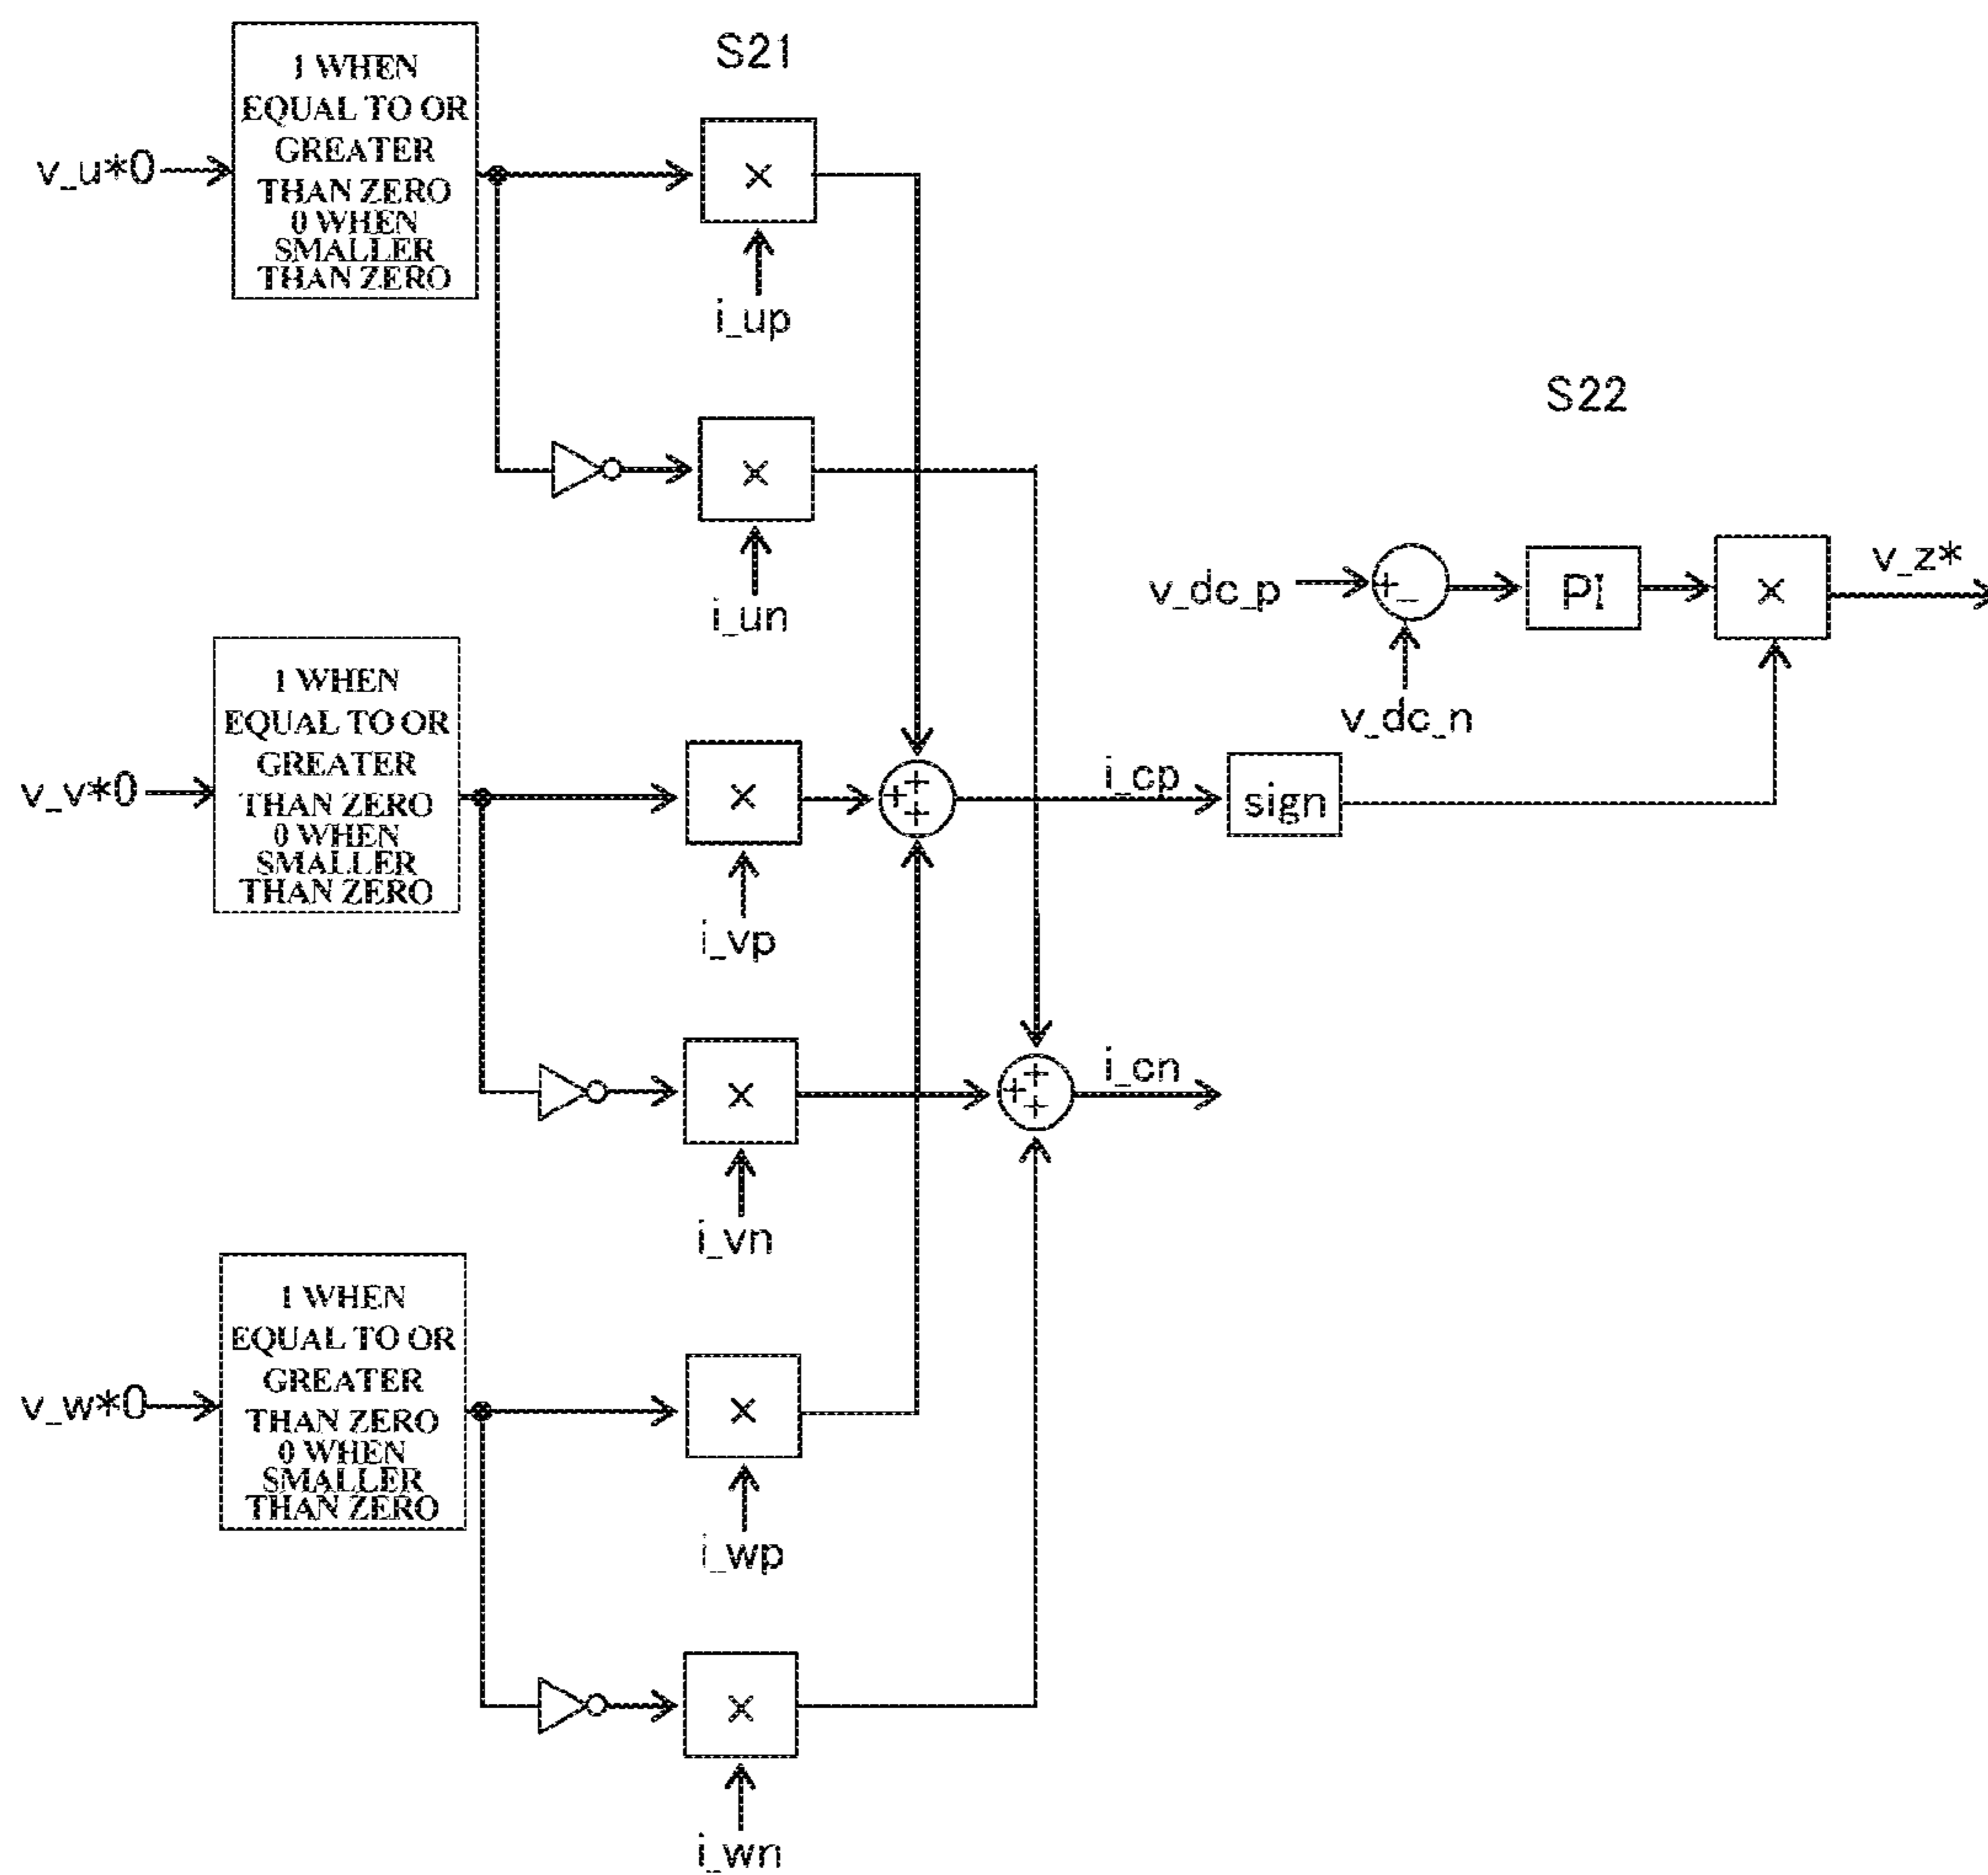 S21
1 WHEN
EQUAL TO OR
GREATER
THAN ZERO
0 WHEN
SMALLER
THAN ZERO
v_u*0
×
i_up
×
i_un
S22
v_dc_p
+
-
PI
×
v_z*
v_dc_n
1 WHEN
EQUAL TO OR
GREATER
THAN ZERO
0 WHEN
SMALLER
THAN ZERO
v_v*0
×
i_vp
+
+
+
i_cp
sign
×
i_vn
+
+
+
i_cn
1 WHEN
EQUAL TO OR
GREATER
THAN ZERO
0 WHEN
SMALLER
THAN ZERO
v_w*0
×
i_wp
×
i_wn